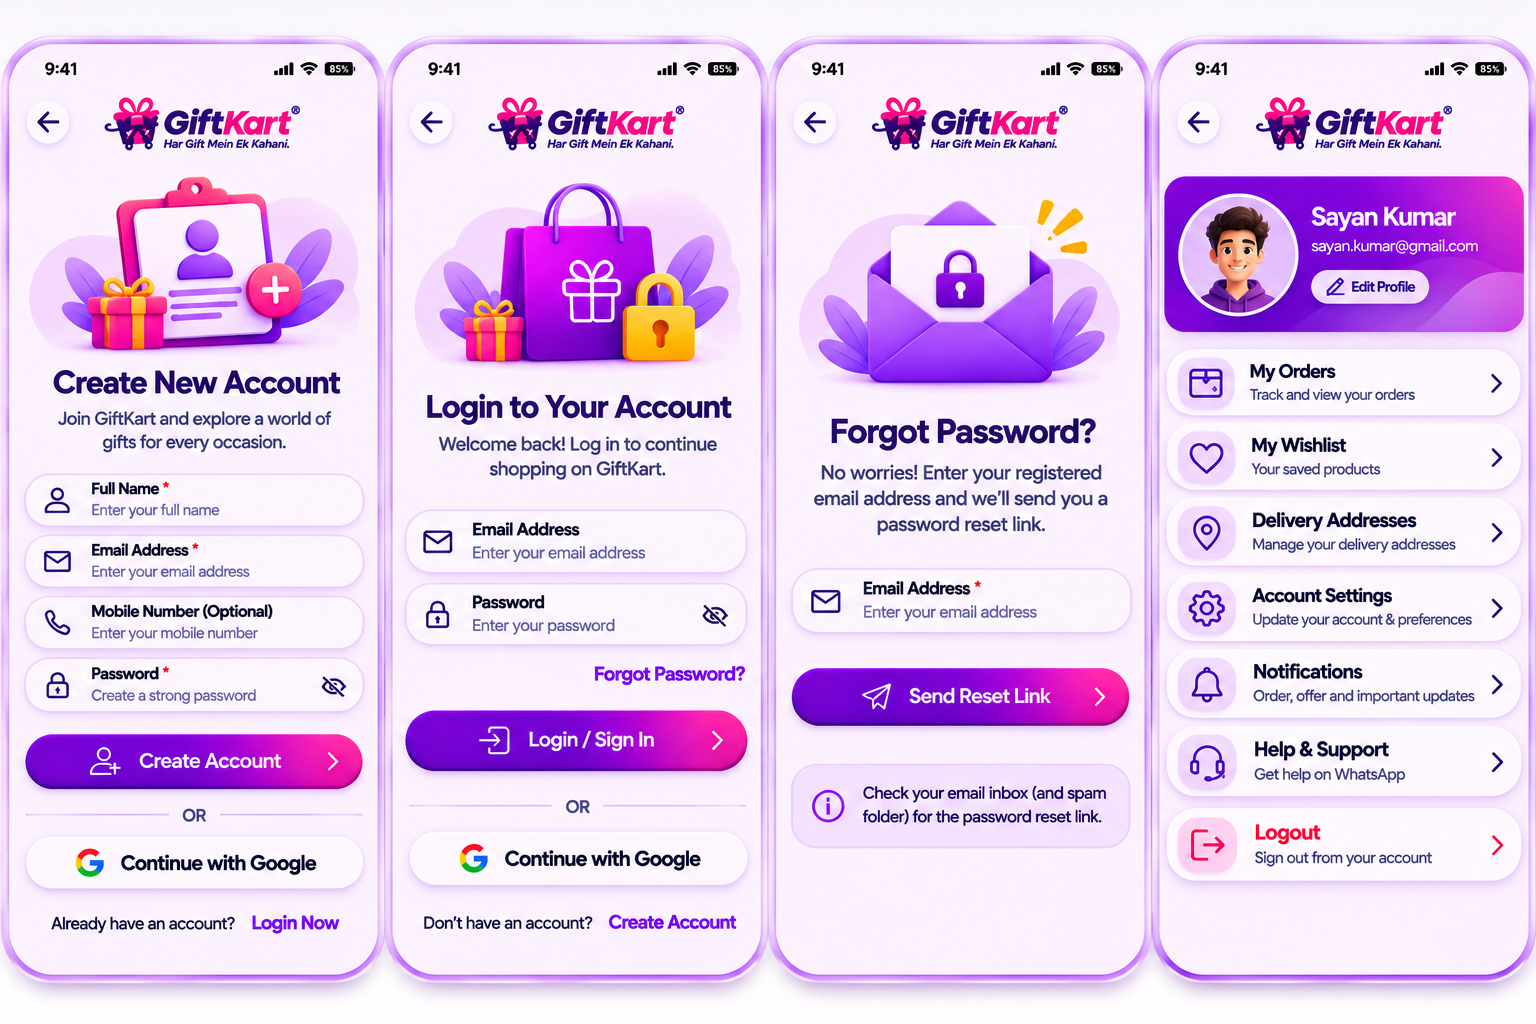 9:41
85%
GiftKart®
Har Gift Mein Ek Kahani.
Create New Account
Join GiftKart and explore a world of
gifts for every occasion.
Full Name *
Enter your full name
Email Address *
Enter your email address
Mobile Number (Optional)
Enter your mobile number
Password *
Create a strong password
Create Account
OR
Continue with Google
Already have an account? Login Now
9:41
85%
GiftKart®
Har Gift Mein Ek Kahani.
Login to Your Account
Welcome back! Log in to continue
shopping on GiftKart.
Email Address
Enter your email address
Password
Enter your password
Forgot Password?
Login / Sign In
OR
Continue with Google
Don't have an account? Create Account
9:41
85%
GiftKart®
Har Gift Mein Ek Kahani.
Forgot Password?
No worries! Enter your registered
email address and we'll send you a
password reset link.
Email Address *
Enter your email address
Send Reset Link
Check your email inbox (and spam
folder) for the password reset link.
9:41
85%
GiftKart®
Har Gift Mein Ek Kahani.
Sayan Kumar
sayan.kumar@gmail.com
Edit Profile
My Orders
Track and view your orders
My Wishlist
Your saved products
Delivery Addresses
Manage your delivery addresses
Account Settings
Update your account & preferences
Notifications
Order, offer and important updates
Help & Support
Get help on WhatsApp
Logout
Sign out from your account